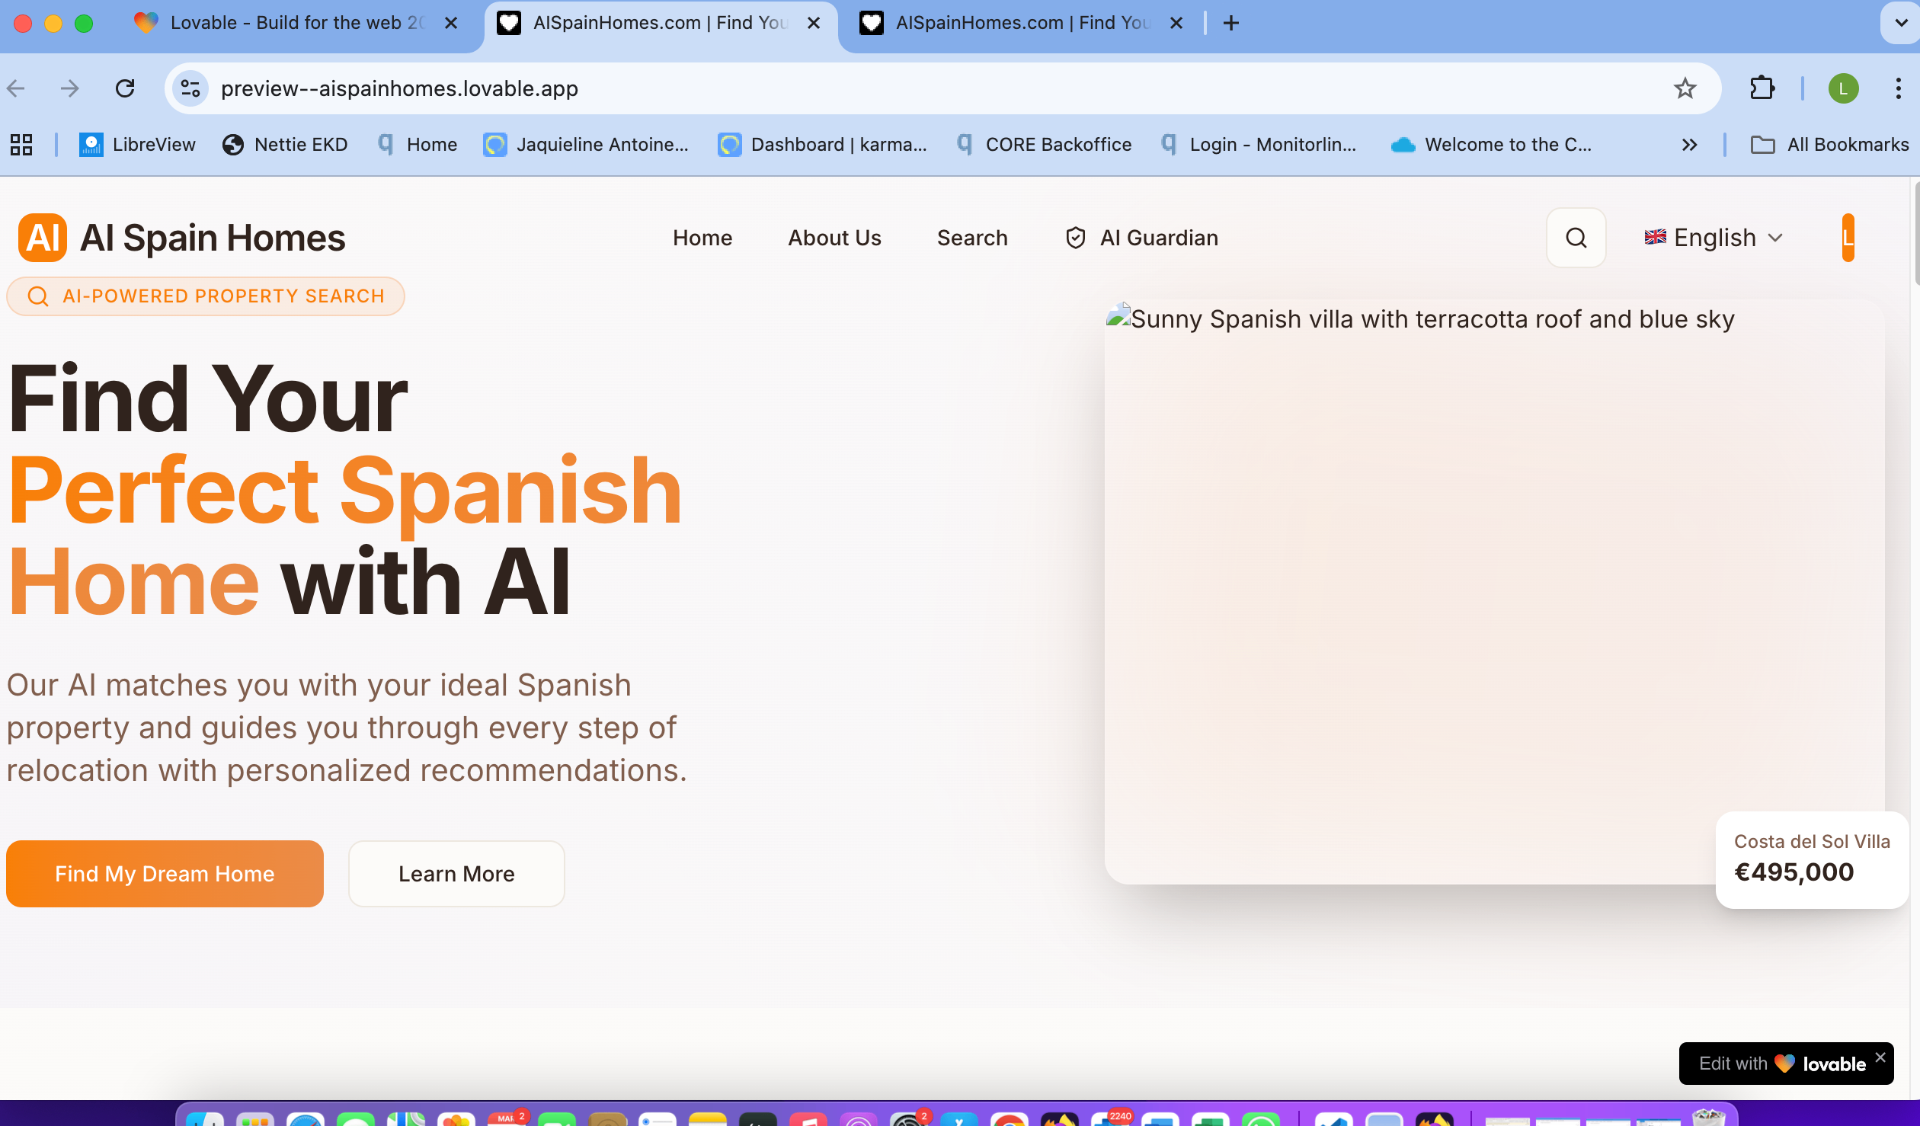 Lovable - Build for the web 20
AISpainHomes.com | Find You
AISpainHomes.com | Find You
preview--aispainhomes.lovable.app
L
LibreView
Nettie EKD
Home
Jaquieline Antoine...
Dashboard | karma...
CORE Backoffice
Login - Monitorlin...
Welcome to the C...
All Bookmarks
AI AI Spain Homes
Home
About Us
Search
AI Guardian
English
L
AI-POWERED PROPERTY SEARCH
Sunny Spanish villa with terracotta roof and blue sky
Find Your
Perfect Spanish
Home with AI
Our AI matches you with your ideal Spanish
property and guides you through every step of
relocation with personalized recommendations.
Find My Dream Home
Learn More
Costa del Sol Villa
€495,000
Edit with lovable
MAR 2
2
2240